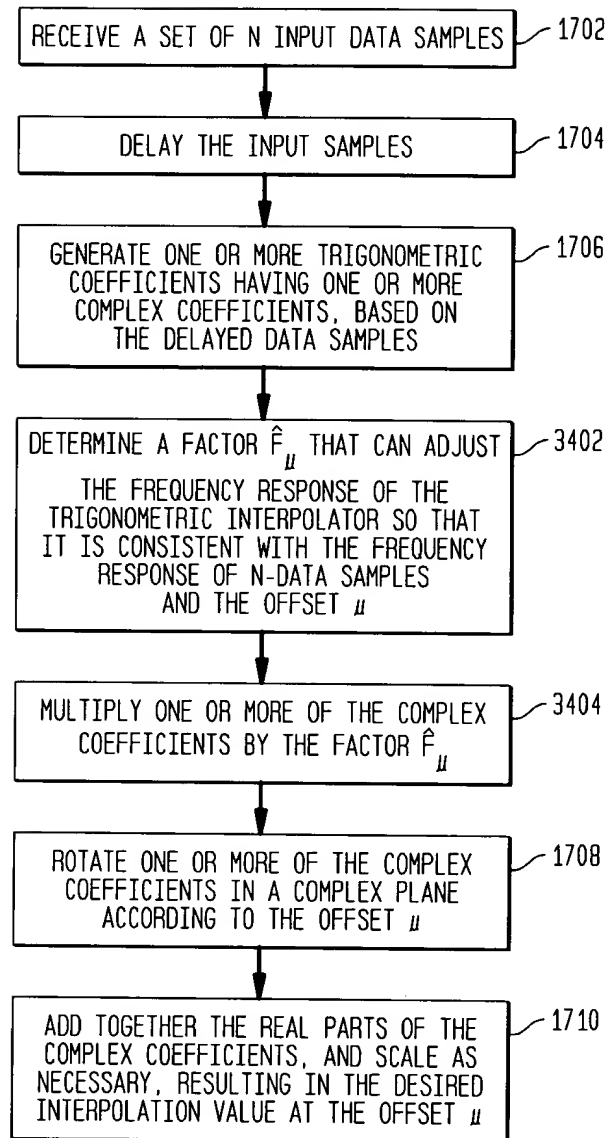 RECEIVE A SET OF N INPUT DATA SAMPLES
1702
DELAY THE INPUT SAMPLES
1704
GENERATE ONE OR MORE TRIGONOMETRIC
COEFFICIENTS HAVING ONE OR MORE
COMPLEX COEFFICIENTS, BASED ON
THE DELAYED DATA SAMPLES
1706
DETERMINE A FACTOR F̂μ THAT CAN ADJUST
THE FREQUENCY RESPONSE OF THE
TRIGONOMETRIC INTERPOLATOR SO THAT
IT IS CONSISTENT WITH THE FREQUENCY
RESPONSE OF N-DATA SAMPLES
AND THE OFFSET μ
3402
MULTIPLY ONE OR MORE OF THE COMPLEX
COEFFICIENTS BY THE FACTOR F̂μ
3404
ROTATE ONE OR MORE OF THE COMPLEX
COEFFICIENTS IN A COMPLEX PLANE
ACCORDING TO THE OFFSET μ
1708
ADD TOGETHER THE REAL PARTS OF THE
COMPLEX COEFFICIENTS, AND SCALE AS
NECESSARY, RESULTING IN THE DESIRED
INTERPOLATION VALUE AT THE OFFSET μ
1710